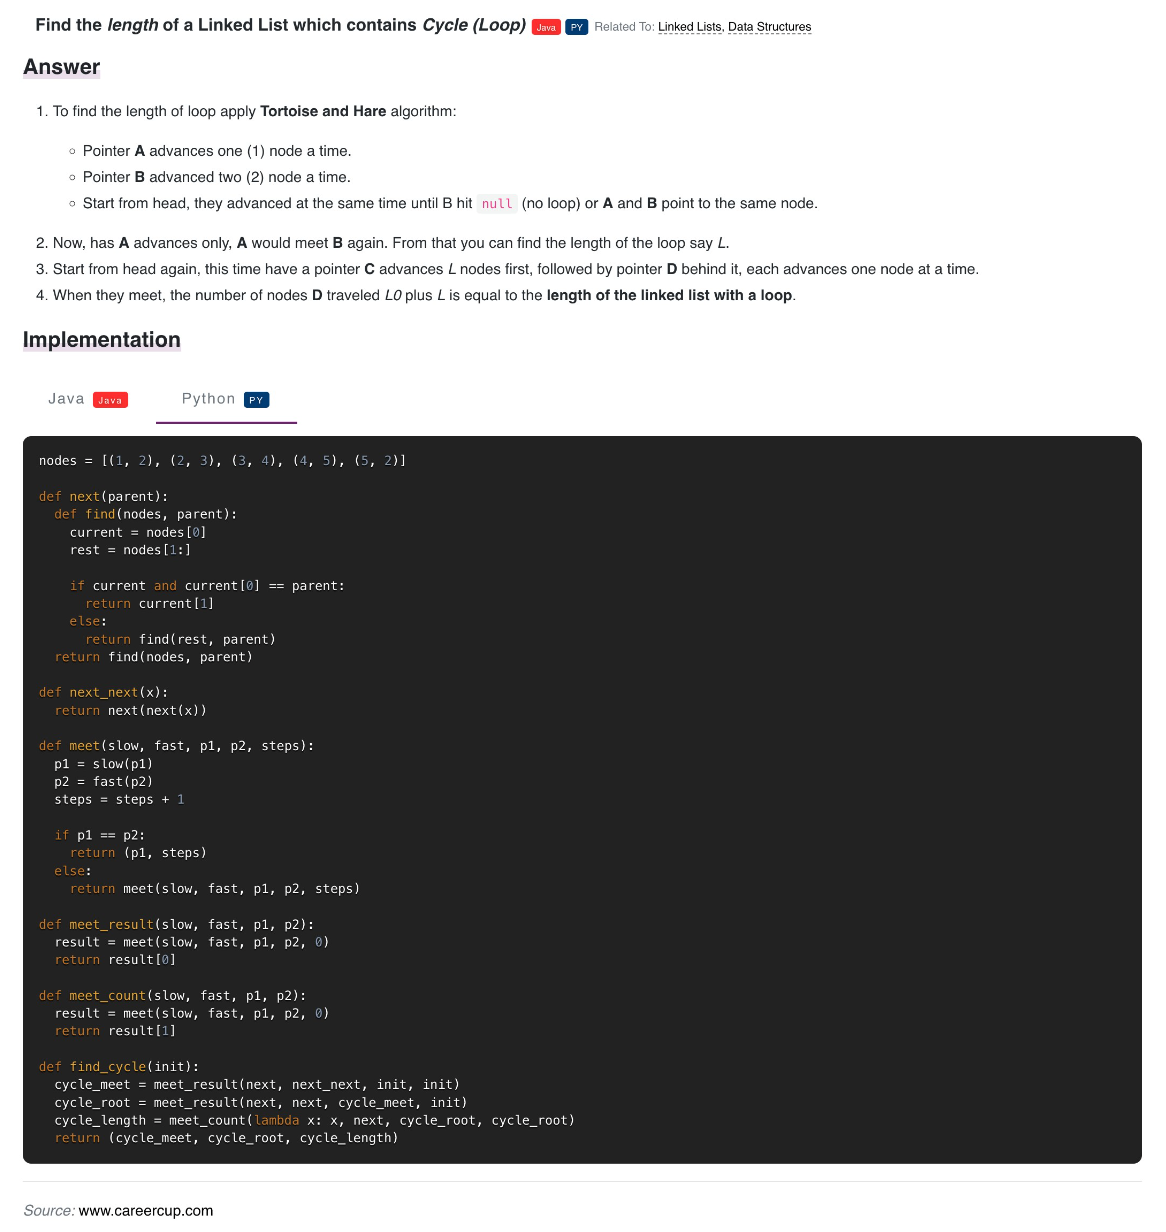 Find the length of a Linked List which contains Cycle (Loop) Java PY Related To: Linked Lists, Data Structures
Answer
1. To find the length of loop apply Tortoise and Hare algorithm:
◦ Pointer A advances one (1) node a time.
◦ Pointer B advanced two (2) node a time.
◦ Start from head, they advanced at the same time until B hit null (no loop) or A and B point to the same node.
2. Now, has A advances only, A would meet B again. From that you can find the length of the loop say L.
3. Start from head again, this time have a pointer C advances L nodes first, followed by pointer D behind it, each advances one node at a time.
4. When they meet, the number of nodes D traveled L0 plus L is equal to the length of the linked list with a loop.
Implementation
Java Java Python PY
nodes = [(1, 2), (2, 3), (3, 4), (4, 5), (5, 2)]
def next(parent):
  def find(nodes, parent):
    current = nodes[0]
    rest = nodes[1:]
    if current and current[0] == parent:
      return current[1]
    else:
      return find(rest, parent)
  return find(nodes, parent)
def next_next(x):
  return next(next(x))
def meet(slow, fast, p1, p2, steps):
  p1 = slow(p1)
  p2 = fast(p2)
  steps = steps + 1
  if p1 == p2:
    return (p1, steps)
  else:
    return meet(slow, fast, p1, p2, steps)
def meet_result(slow, fast, p1, p2):
  result = meet(slow, fast, p1, p2, 0)
  return result[0]
def meet_count(slow, fast, p1, p2):
  result = meet(slow, fast, p1, p2, 0)
  return result[1]
def find_cycle(init):
  cycle_meet = meet_result(next, next_next, init, init)
  cycle_root = meet_result(next, next, cycle_meet, init)
  cycle_length = meet_count(lambda x: x, next, cycle_root, cycle_root)
  return (cycle_meet, cycle_root, cycle_length)
Source: www.careercup.com